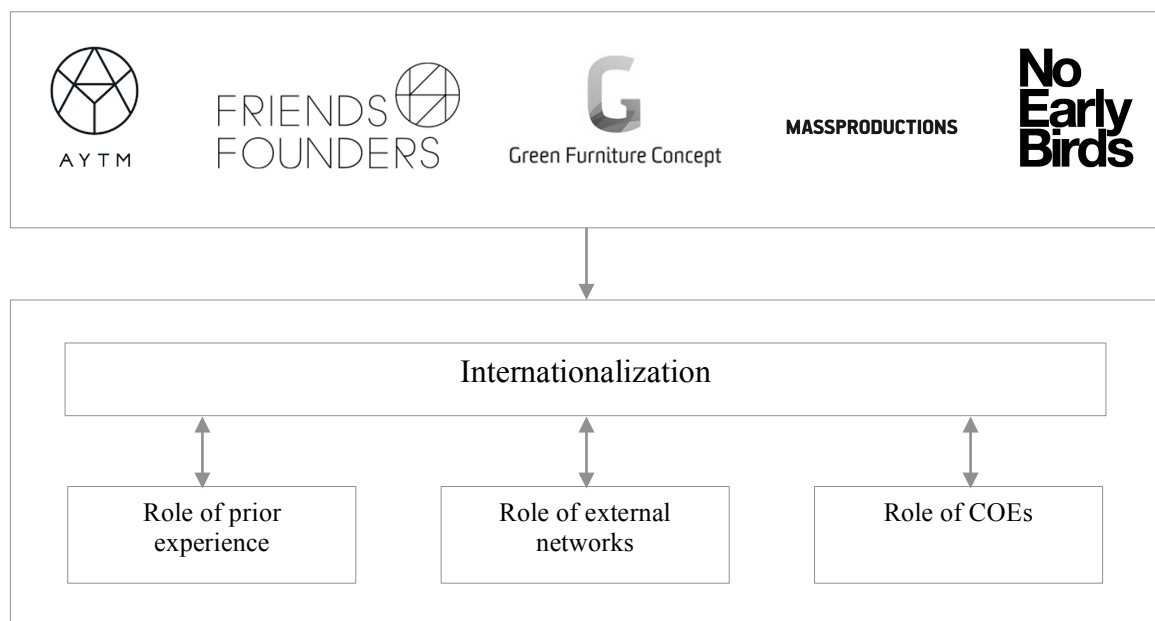 AYTM
FRIENDS
FOUNDERS
G
Green Furniture Concept
MASSPRODUCTIONS
No
Early
Birds
Internationalization
Role of prior
experience
Role of external
networks
Role of COEs